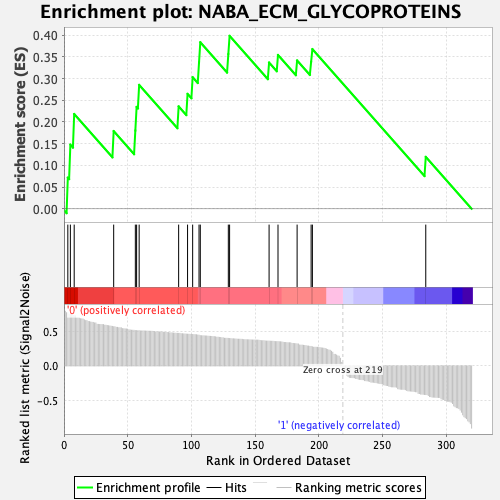 Enrichment plot: NABA_ECM_GLYCOPROTEINS
Enrichment score (ES)
0.40
0.35
0.30
0.25
0.20
0.15
0.10
0.05
0.00
'0' (positively correlated)
Ranked list metric (Signal2Noise)
0.5
0.0
-0.5
Zero cross at 219
'1' (negatively correlated)
0 50 100 150 200 250 300
Rank in Ordered Dataset
Enrichment profile Hits Ranking metric scores